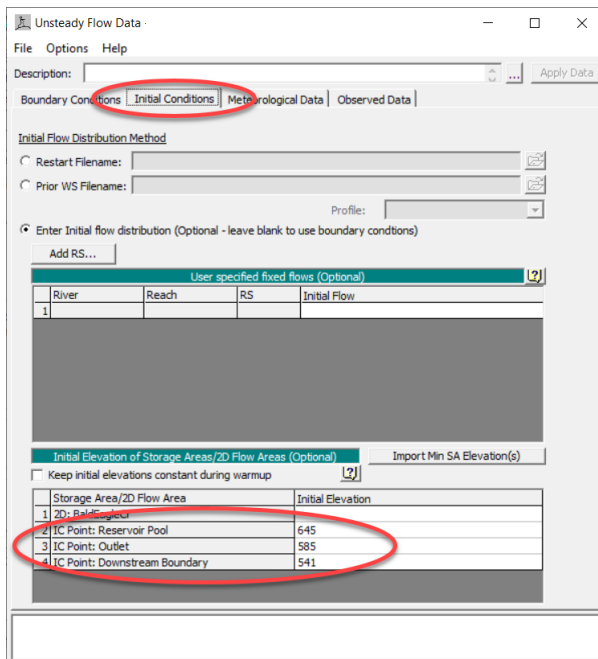 Unsteady Flow Data -
File Options Help
Description: ... Apply Data
Boundary Conditions Initial Conditions Meteorological Data Observed Data
Initial Flow Distribution Method
Restart Filename:
Prior WS Filename:
Profile:
Enter Initial flow distribution (Optional - leave blank to use boundary condtions)
Add RS...
User specified fixed flows (Optional)
River Reach RS Initial Flow
1
Initial Elevation of Storage Areas/2D Flow Areas (Optional) Import Min SA Elevation(s)
Keep initial elevations constant during warmup
Storage Area/2D Flow Area Initial Elevation
1 2D: BaldEagleCr
2 IC Point: Reservoir Pool 645
3 IC Point: Outlet 585
4 IC Point: Downstream Boundary 541